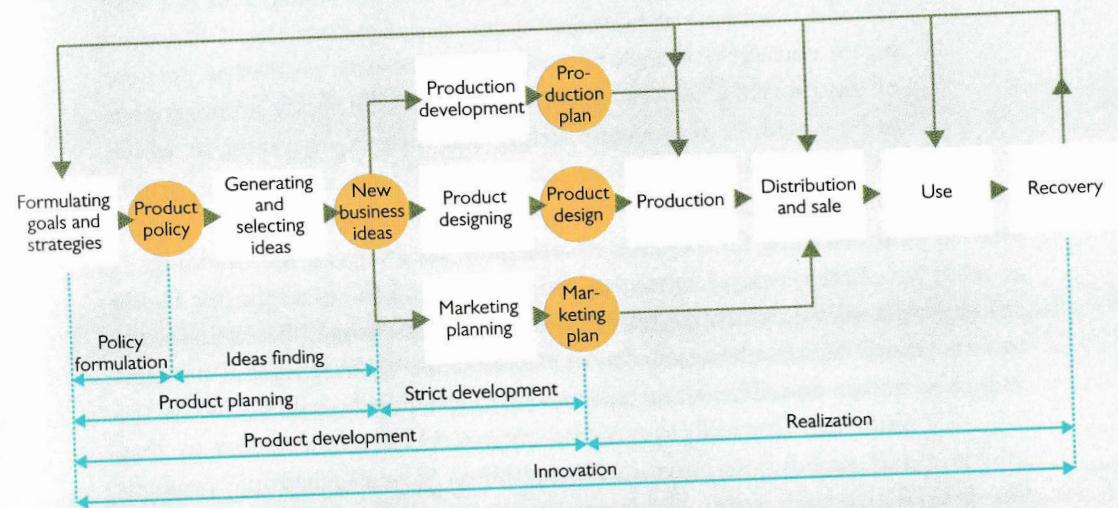 Production
development
Pro-
duction
plan
Formulating
goals and
strategies
Product
policy
Generating
and
selecting
ideas
New
business
ideas
Product
designing
Product
design
Production
Distribution
and sale
Use
Recovery
Marketing
planning
Mar-
keting
plan
Policy
formulation
Ideas finding
Product planning
Strict development
Product development
Realization
Innovation